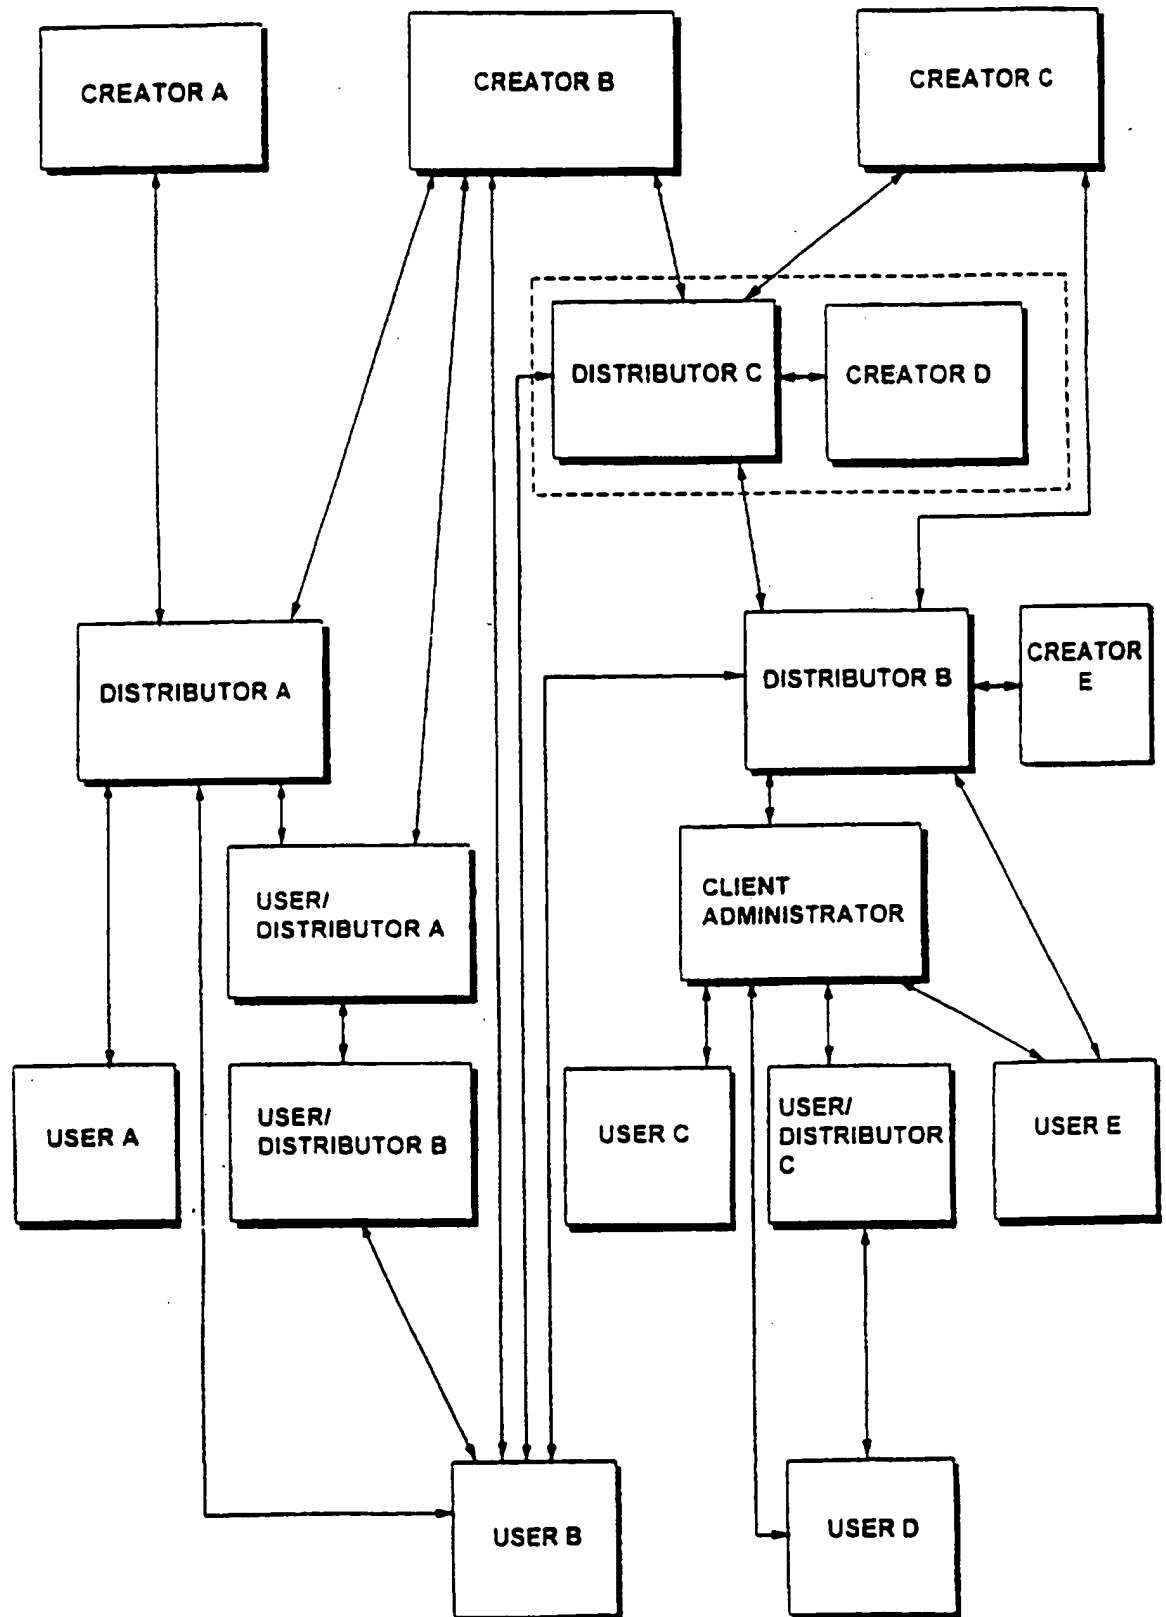 CREATOR A
CREATOR B
CREATOR C
DISTRIBUTOR C
CREATOR D
DISTRIBUTOR A
DISTRIBUTOR B
CREATOR
E
USER/
DISTRIBUTOR A
CLIENT
ADMINISTRATOR
USER A
USER/
DISTRIBUTOR B
USER C
USER/
DISTRIBUTOR
C
USER E
USER B
USER D